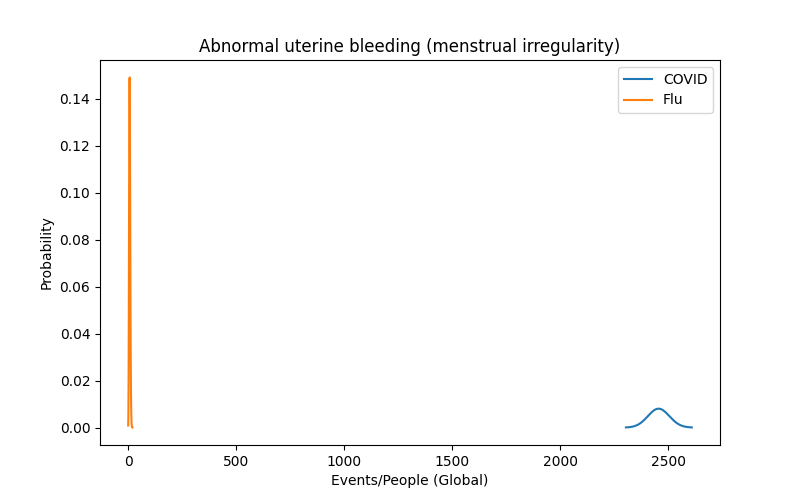 Abnormal uterine bleeding (menstrual irregularity)
COVID
Flu
0.14
0.12
0.10
0.08
0.06
0.04
0.02
0.00
Probability
0 500 1000 1500 2000 2500
Events/People (Global)